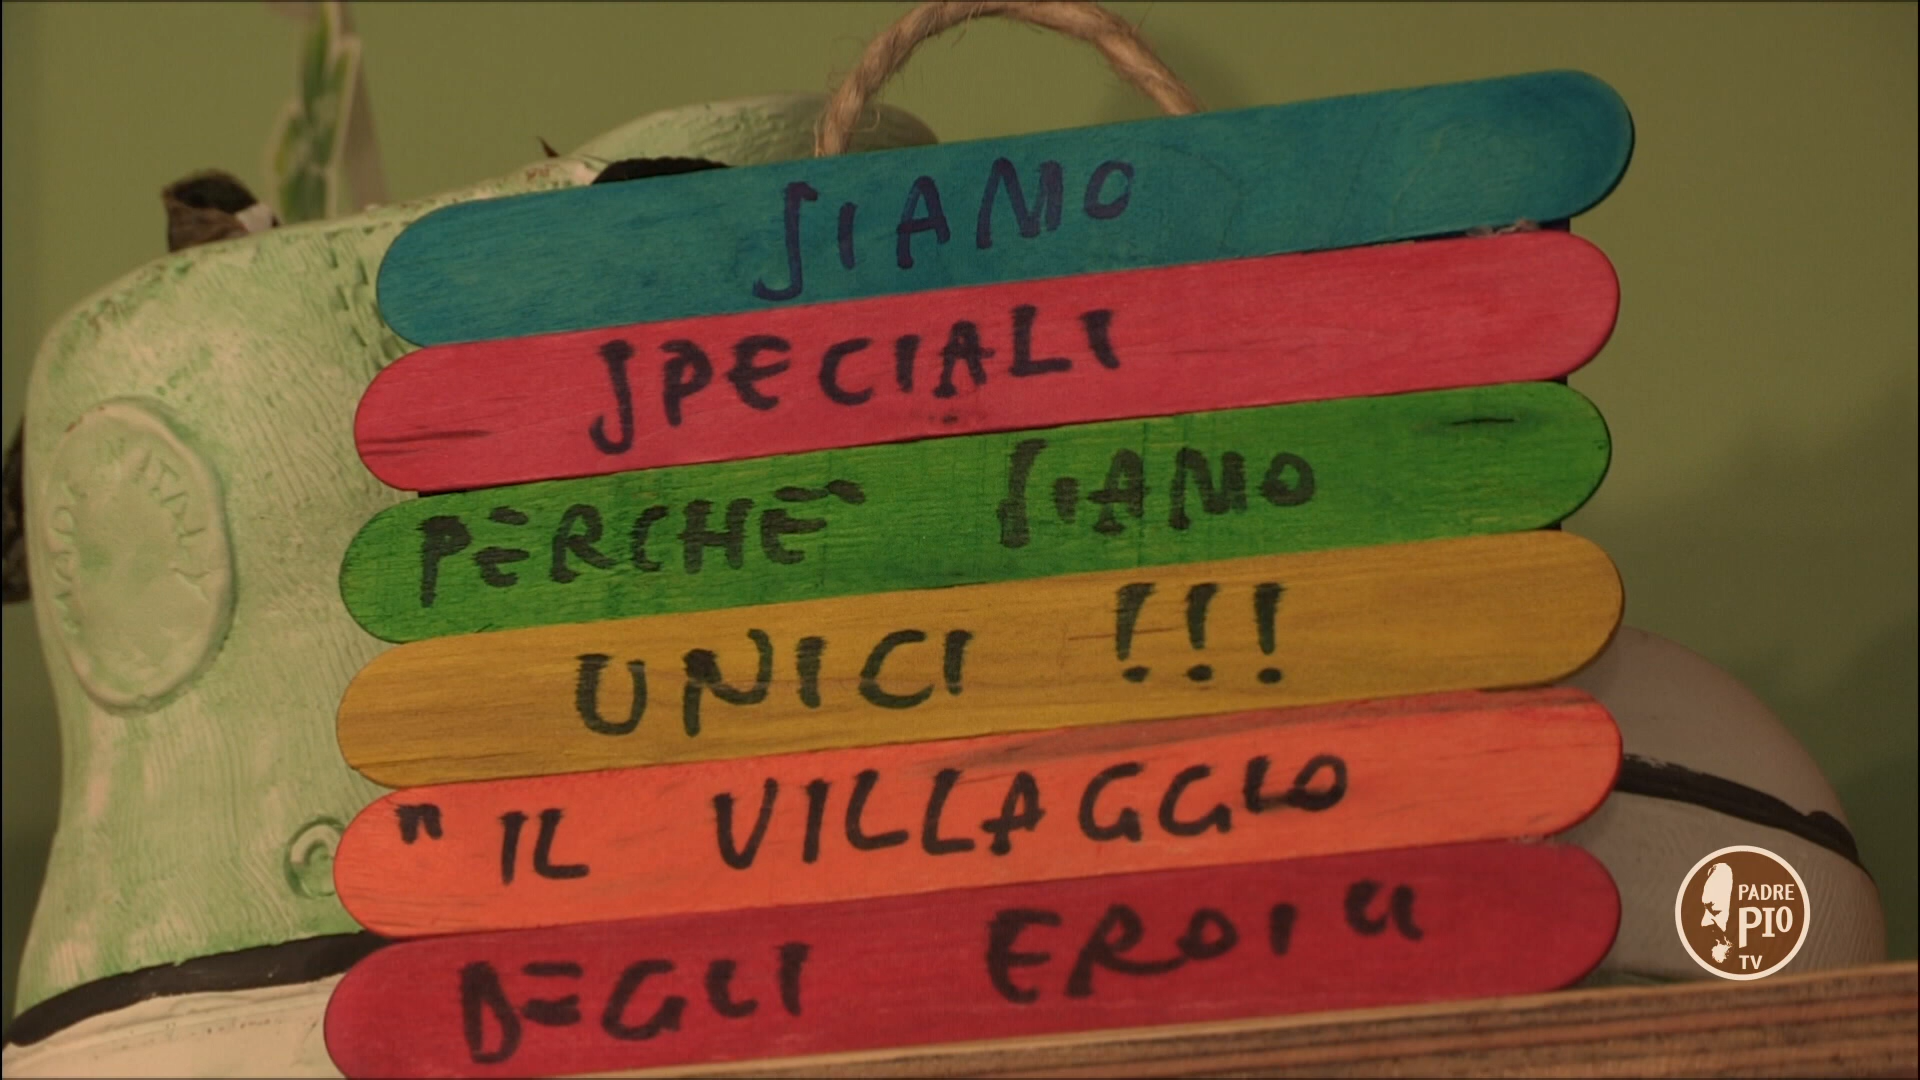 SIAMO
SPECIALI
PERCHÈ SIAMO
UNICI !!!
"IL VILLAGGIO
DEGLI EROI"
PADRE
PIO
TV